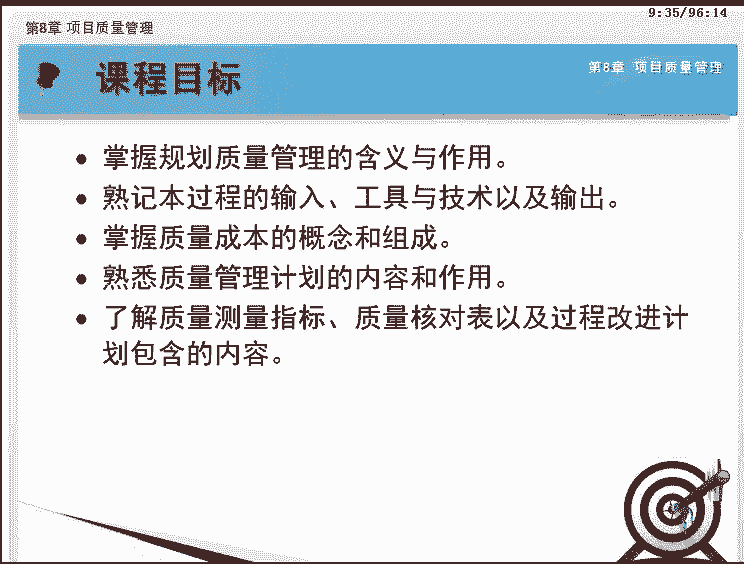 9:35/96:14
第8章 项目质量管理
课程目标
第8章 项目质量管理
• 掌握规划质量管理的含义与作用。
• 熟记本过程的输入、工具与技术以及输出。
• 掌握质量成本的概念和组成。
• 熟悉质量管理计划的内容和作用。
• 了解质量测量指标、质量核对表以及过程改进计
划包含的内容。